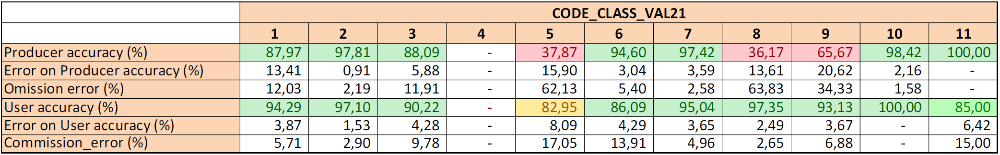 CODE_CLASS_VAL21
1 2 3 4 5 6 7 8 9 10 11
Producer accuracy (%) 87,97 97,81 88,09 - 37,87 94,60 97,42 36,17 65,67 98,42 100,00
Error on Producer accuracy (%) 13,41 0,91 5,88 - 15,90 3,04 3,59 13,61 20,62 2,16 -
Omission error (%) 12,03 2,19 11,91 - 62,13 5,40 2,58 63,83 34,33 1,58 -
User accuracy (%) 94,29 97,10 90,22 - 82,95 86,09 95,04 97,35 93,13 100,00 85,00
Error on User accuracy (%) 3,87 1,53 4,28 - 8,09 4,29 3,65 2,49 3,67 - 6,42
Commission_error (%) 5,71 2,90 9,78 - 17,05 13,91 4,96 2,65 6,88 - 15,00